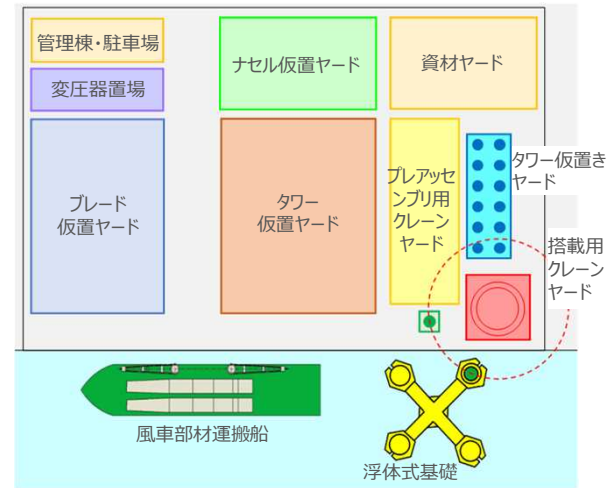 管理棟・駐車場
変圧器置場
ナセル仮置ヤード
資材ヤード
ブレード
仮置ヤード
タワー
仮置ヤード
プレアッセ
ンブリ用
クレーン
ヤード
タワー仮置き
ヤード
搭載用
クレーン
ヤード
風車部材運搬船
浮体式基礎